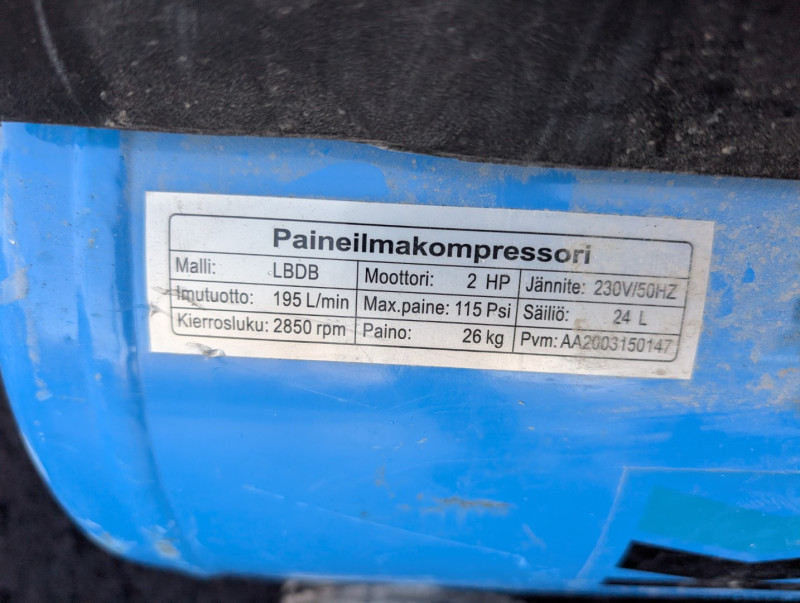 Paineilmakompressori
Malli: LBDB Moottori: 2 HP Jännite: 230V/50HZ
Imutuotto: 195 L/min Max.paine: 115 Psi Säiliö: 24 L
Kierrosluku: 2850 rpm Paino: 26 kg Pvm: AA2003150147